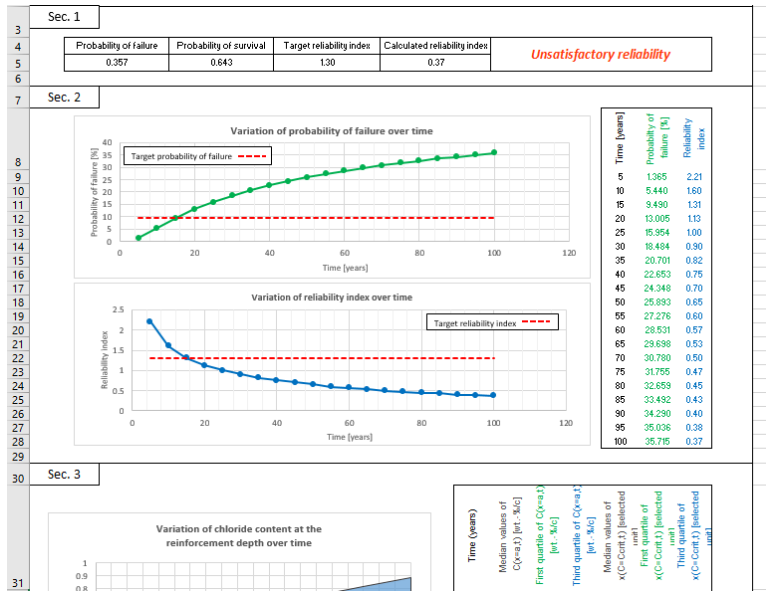 Sec. 1
3
4 Probability of failure Probability of survival Target reliability index Calculated reliability index
Unsatisfactory reliability
5 0.357 0.643 1.30 0.37
6
7 Sec. 2
Variation of probability of failure over time
Target probability of failure
Probability of failure [%]
40
35
30
25
20
15
10
5
0
0 20 40 60 80 100 120
Time [years]
Variation of reliability index over time
Target reliability index
Reliability index
2.5
2
1.5
1
0.5
0
0 20 40 60 80 100 120
Time [years]
8 Time [years] Probabilty of failure [%] Reliability index
9 5 1.365 2.21
10 10 5.440 1.60
11 15 9.490 1.31
12 20 13.005 1.13
13 25 15.954 1.00
14 30 18.484 0.90
15 35 20.701 0.82
16 40 22.653 0.75
17 45 24.348 0.70
18 50 25.893 0.65
19 55 27.276 0.60
20 60 28.531 0.57
21 65 29.698 0.53
22 70 30.780 0.50
23 75 31.755 0.47
24 80 32.659 0.45
25 85 33.492 0.43
26 90 34.290 0.40
27 95 35.036 0.38
28 100 35.715 0.37
29
30 Sec. 3
Variation of chloride content at the
reinforcement depth over time
1
0.9
0.8
31
Time (years)
Median values of
C(x=a,t) [wt.-%/c]
First quartile of C(x=a,t)
[wt.-%/c]
Third quartile of C(x=a,t)
[wt.-%/c]
Median values of
x(C=Ccrit,t) [selected
unit]
First quartile of
x(C=Ccrit,t) [selected
unit]
Third quartile of
x(C=Ccrit,t) [selected
unit]